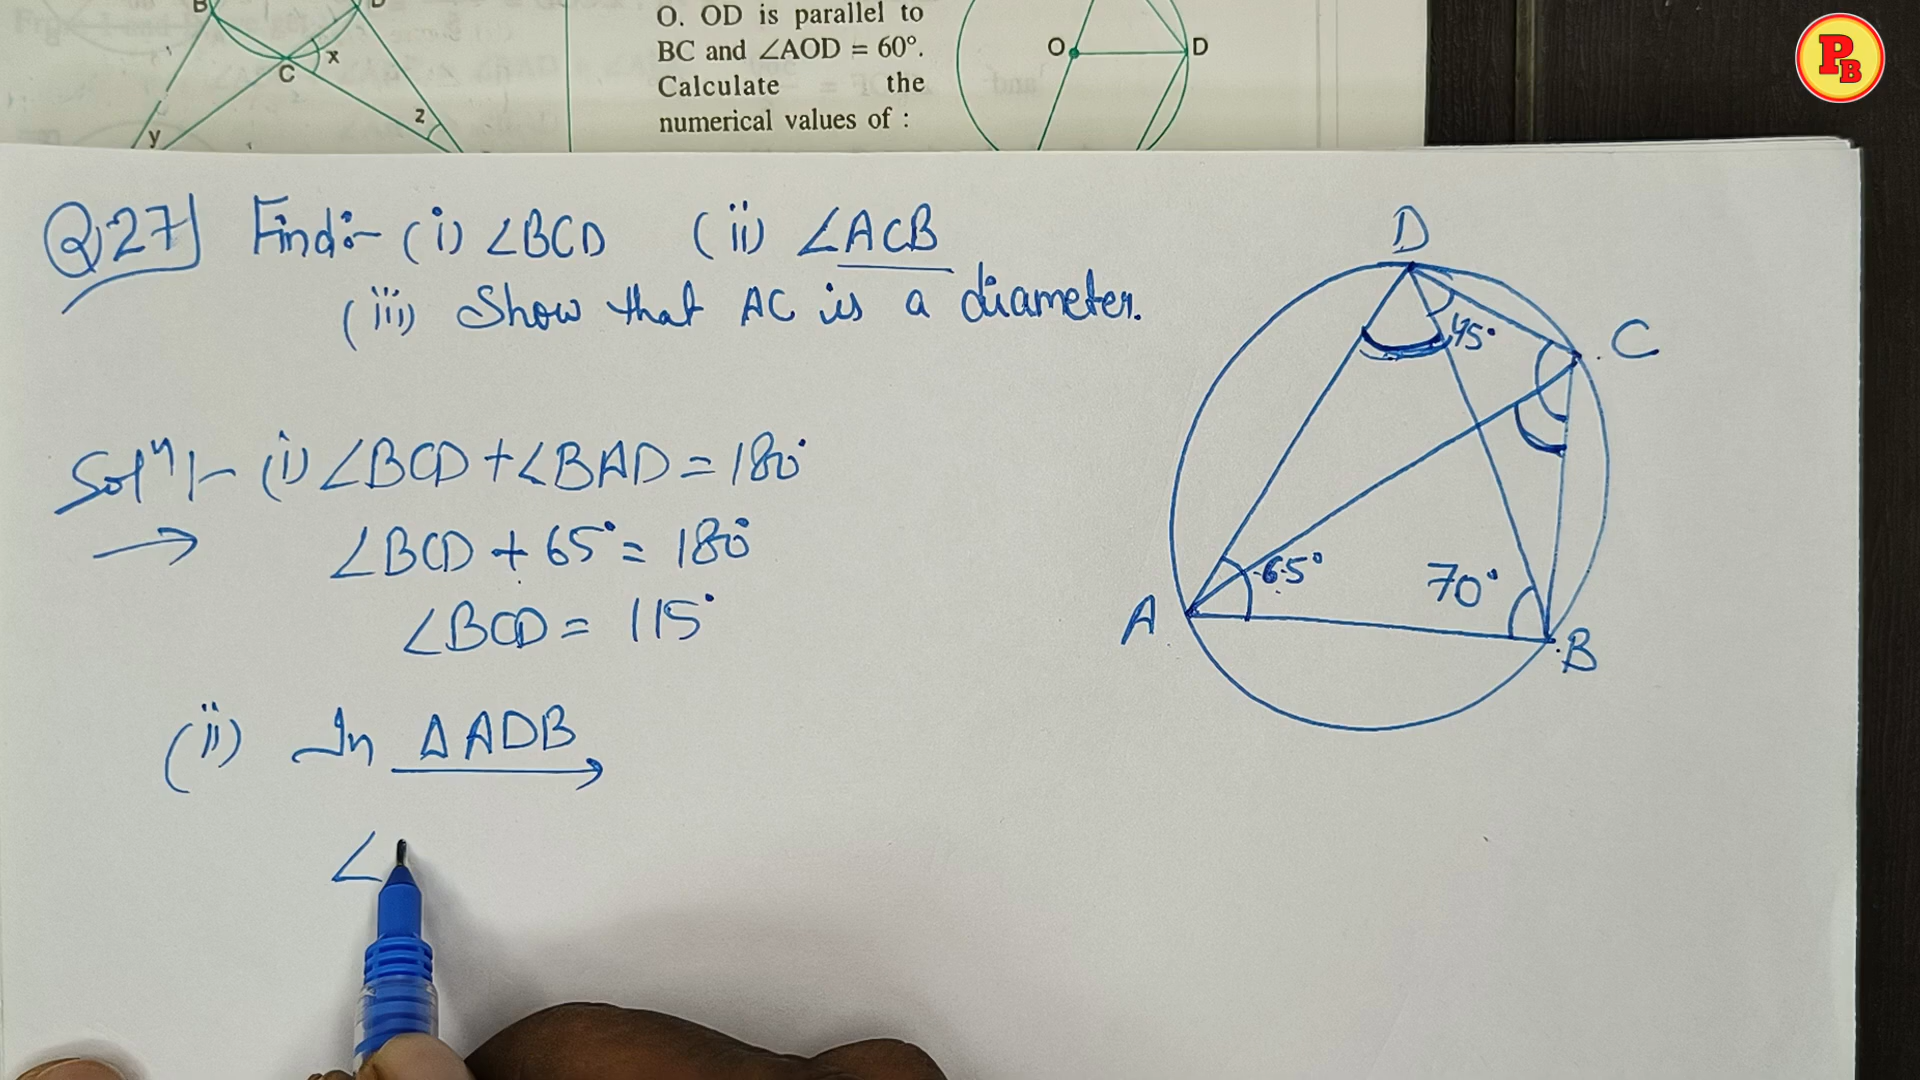 B D
C x
y z
O. OD is parallel to
BC and ∠AOD = 60°.
Calculate the
numerical values of :
O D
PB
Q27) Find:- (i) ∠BCD (ii) ∠ACB
(iii) Show that AC is a diameter.
Solⁿ:- (i) ∠BCD + ∠BAD = 180°
→ ∠BCD + 65° = 180°
∠BCD = 115°
(ii) In ΔADB
∠
D
45° C
65° 70°
A B